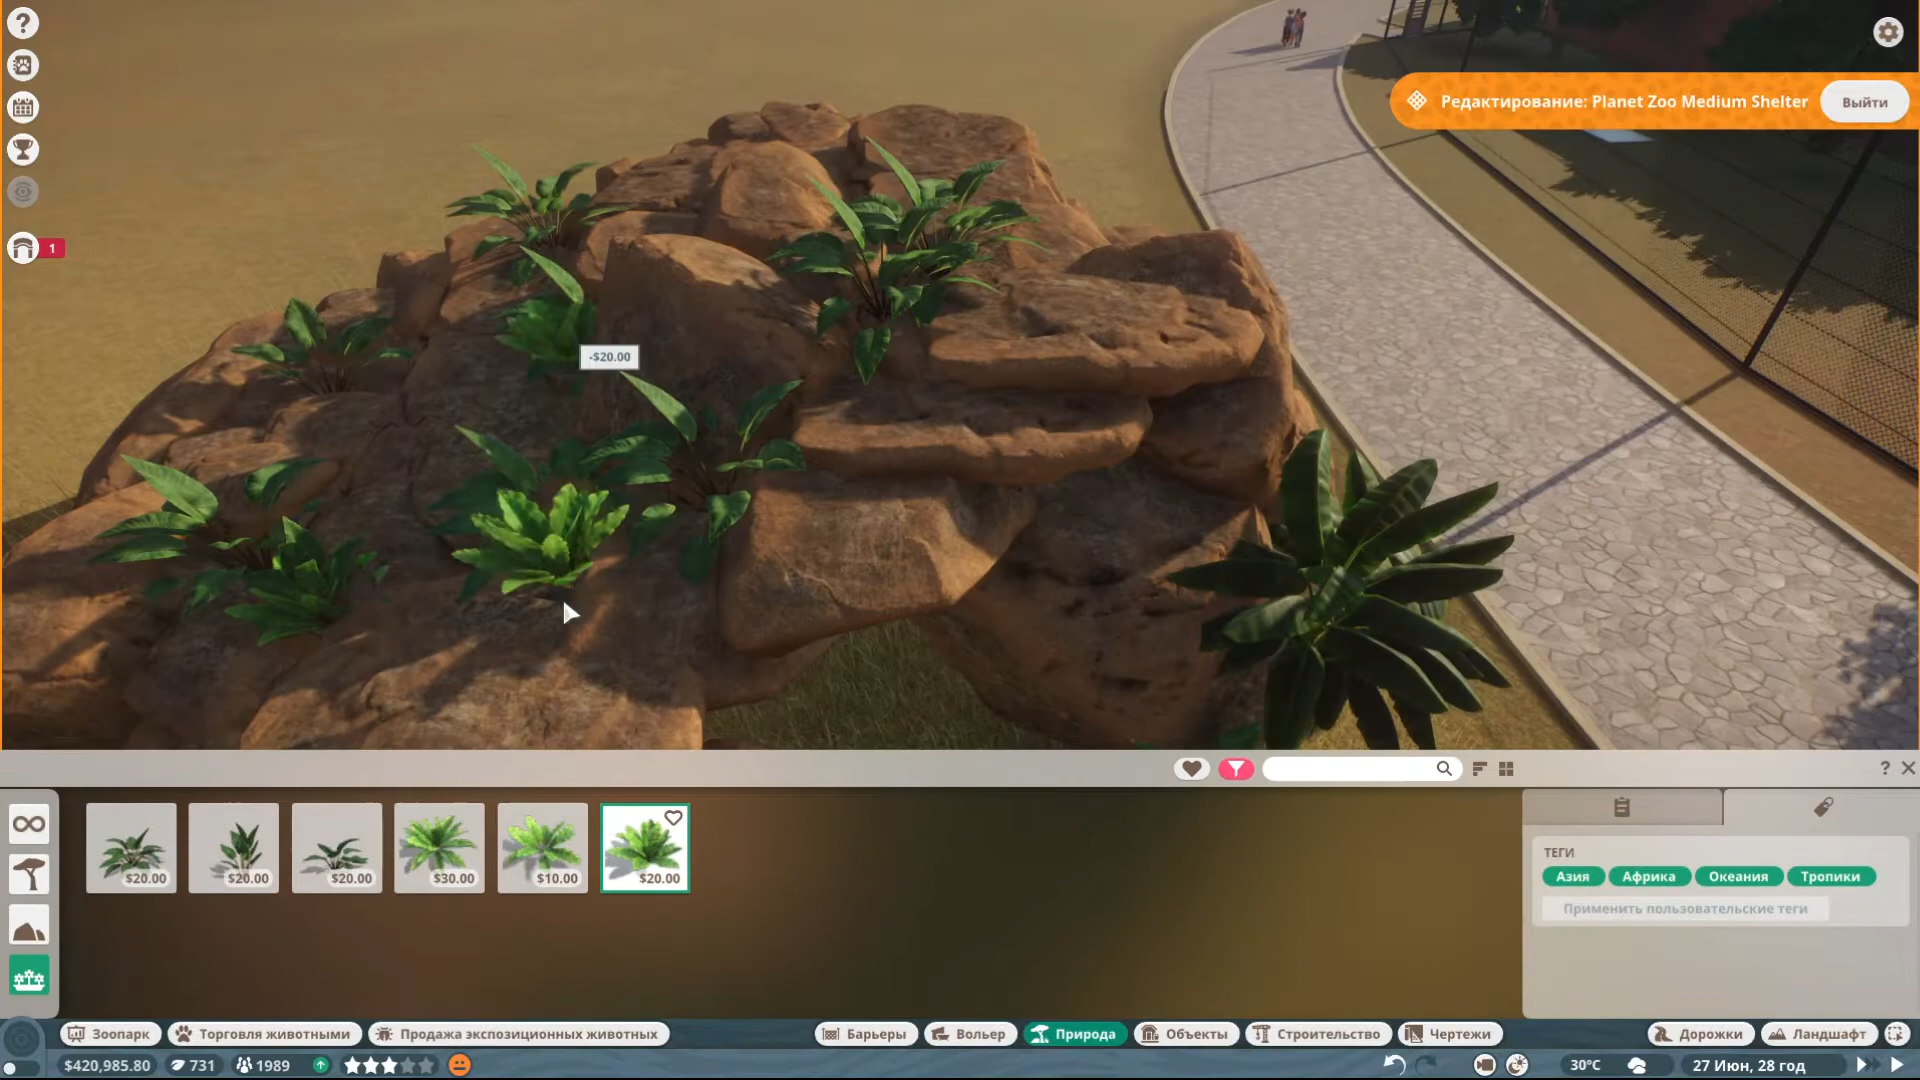 ?
1
Редактирование: Planet Zoo Medium Shelter
Выйти
-$20.00
?
$20.00
$20.00
$20.00
$30.00
$10.00
$20.00
ТЕГИ
Азия Африка Океания Тропики
Применить пользовательские теги
Зоопарк Торговля животными Продажа экспозиционных животных Барьеры Вольер Природа Объекты Строительство Чертежи Дорожки Ландшафт
$420,985.80 731 1989 30°C 27 Июн, 28 год